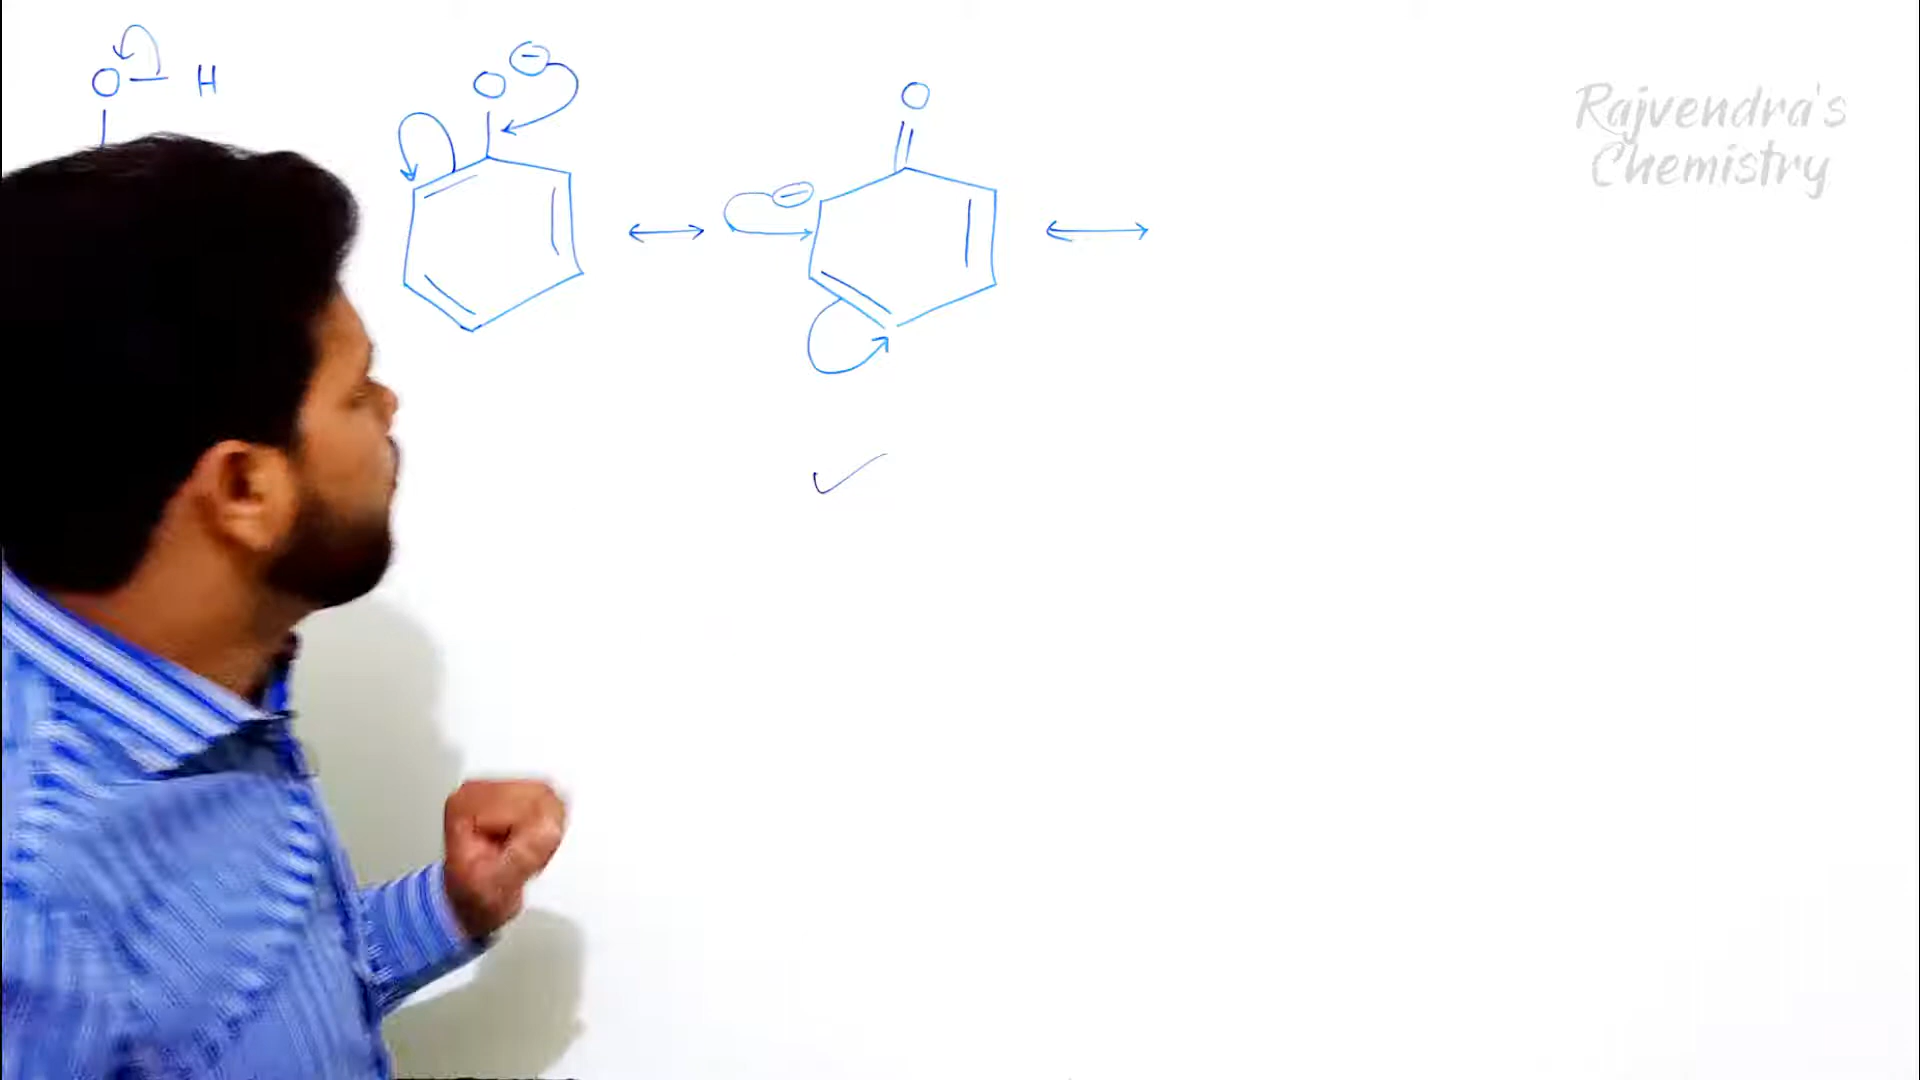 O H
O ⊖
O
⊖
Rajvendra's
Chemistry